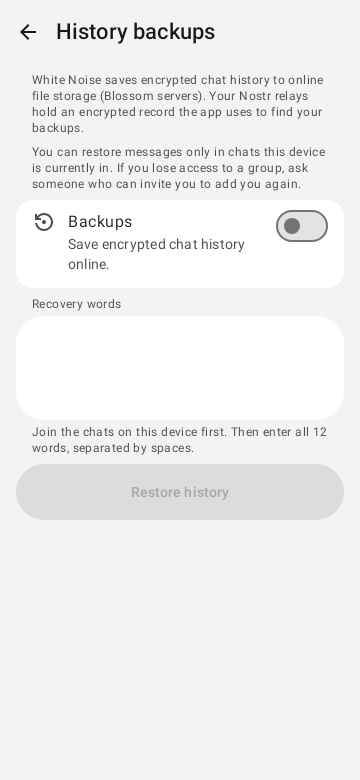 History backups
White Noise saves encrypted chat history to online
file storage (Blossom servers). Your Nostr relays
hold an encrypted record the app uses to find your
backups.
You can restore messages only in chats this device
is currently in. If you lose access to a group, ask
someone who can invite you to add you again.
Backups
Save encrypted chat history
online.
Recovery words
Join the chats on this device first. Then enter all 12
words, separated by spaces.
Restore history